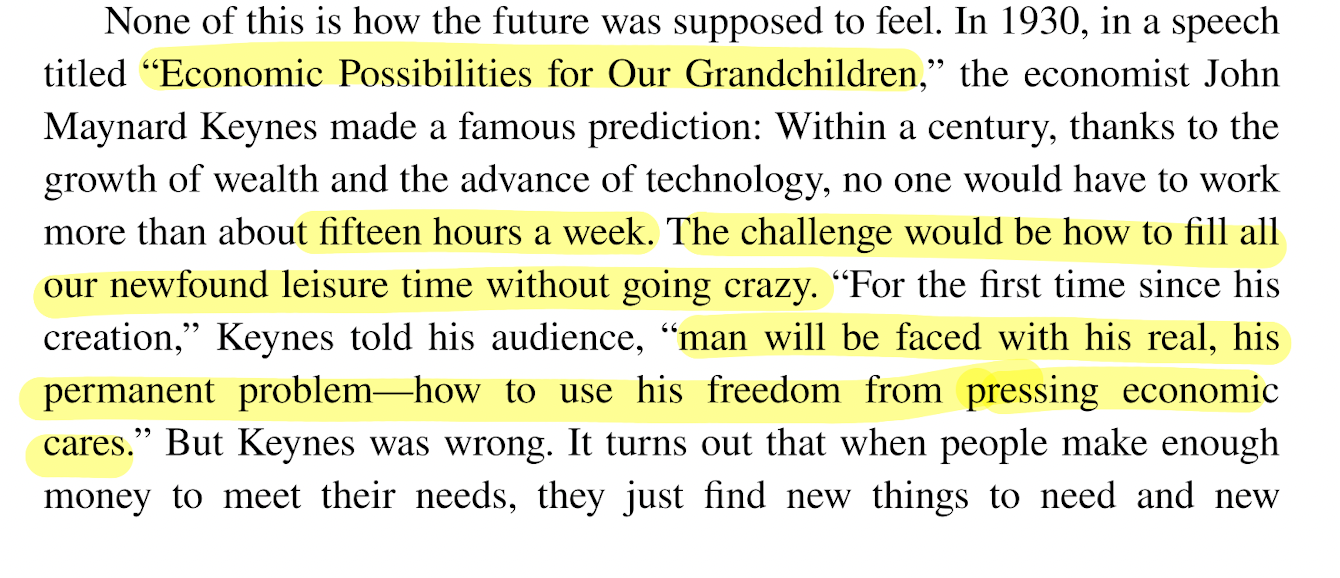 None of this is how the future was supposed to feel. In 1930, in a speech
titled “Economic Possibilities for Our Grandchildren,” the economist John
Maynard Keynes made a famous prediction: Within a century, thanks to the
growth of wealth and the advance of technology, no one would have to work
more than about fifteen hours a week. The challenge would be how to fill all
our newfound leisure time without going crazy. “For the first time since his
creation,” Keynes told his audience, “man will be faced with his real, his
permanent problem—how to use his freedom from pressing economic
cares.” But Keynes was wrong. It turns out that when people make enough
money to meet their needs, they just find new things to need and new